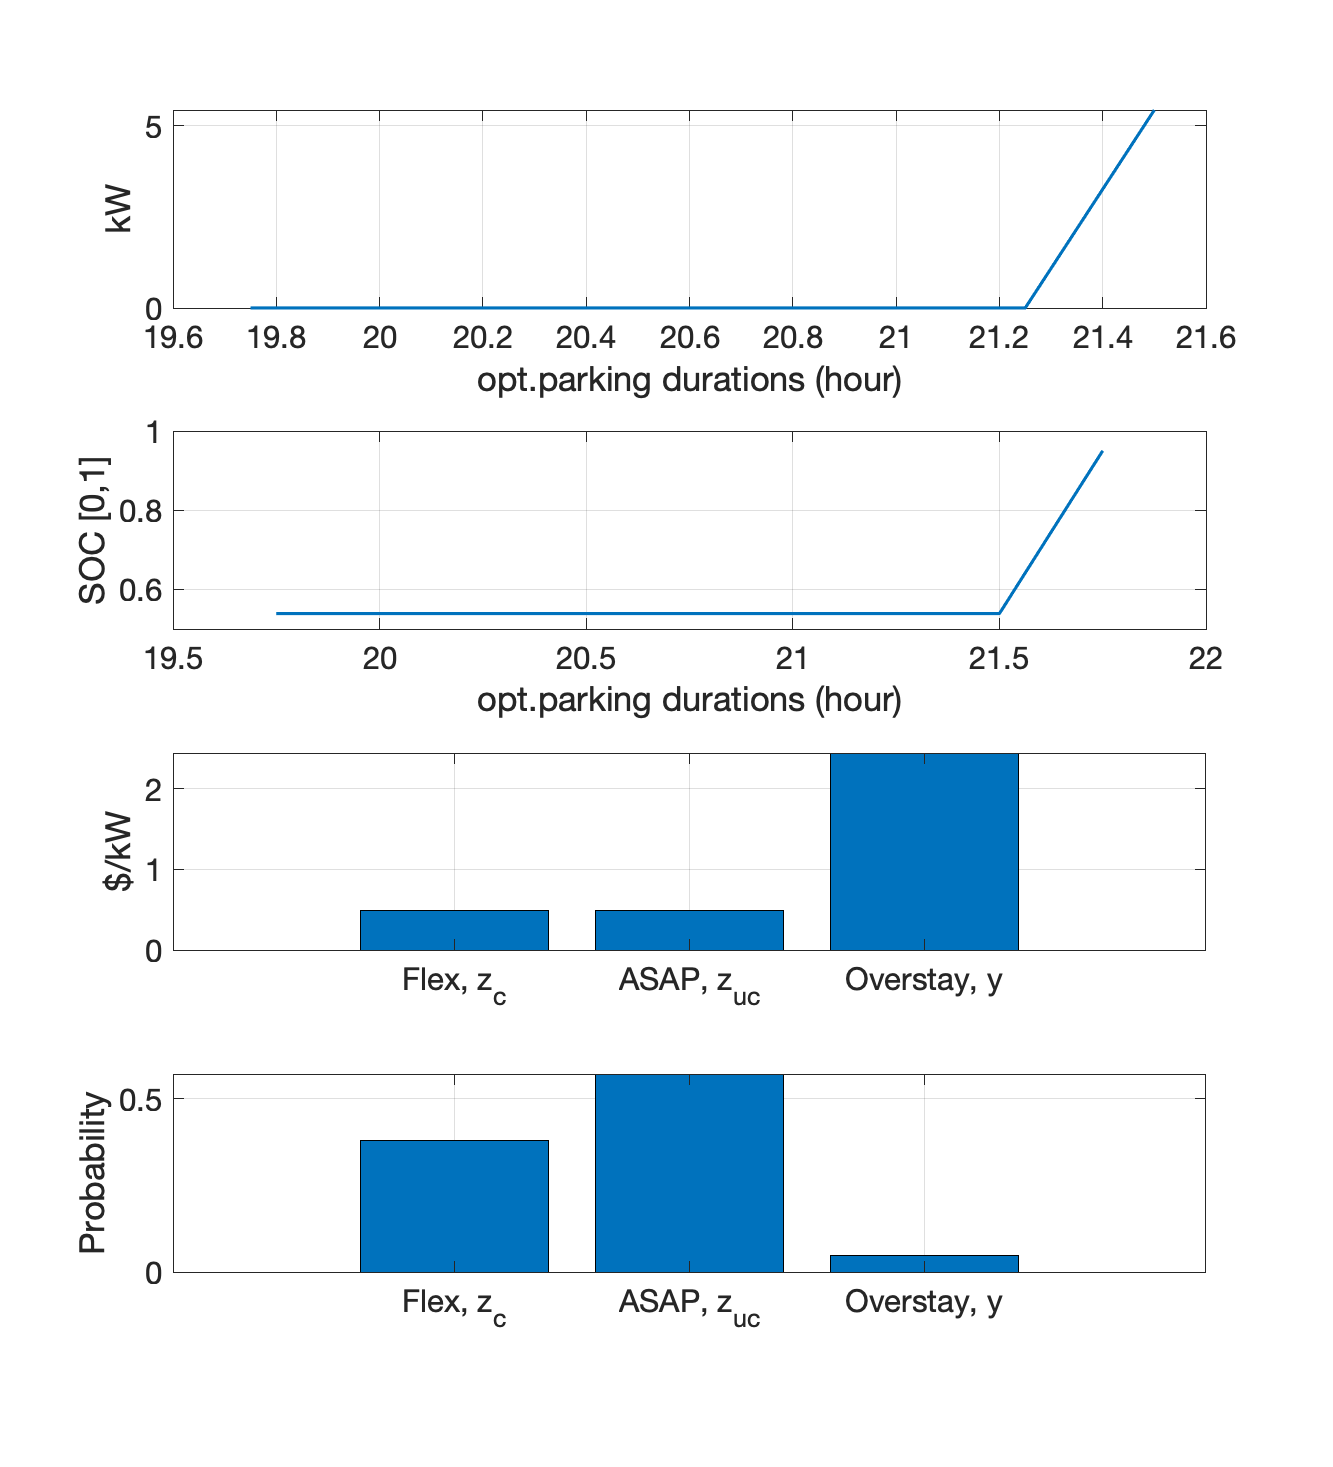 5
kW
0
19.6 19.8 20 20.2 20.4 20.6 20.8 21 21.2 21.4 21.6
opt.parking durations (hour)
1
SOC [0,1]
0.8
0.6
19.5 20 20.5 21 21.5 22
opt.parking durations (hour)
2
$/kW
1
0
Flex, z_c ASAP, z_uc Overstay, y
0.5
Probability
0
Flex, z_c ASAP, z_uc Overstay, y